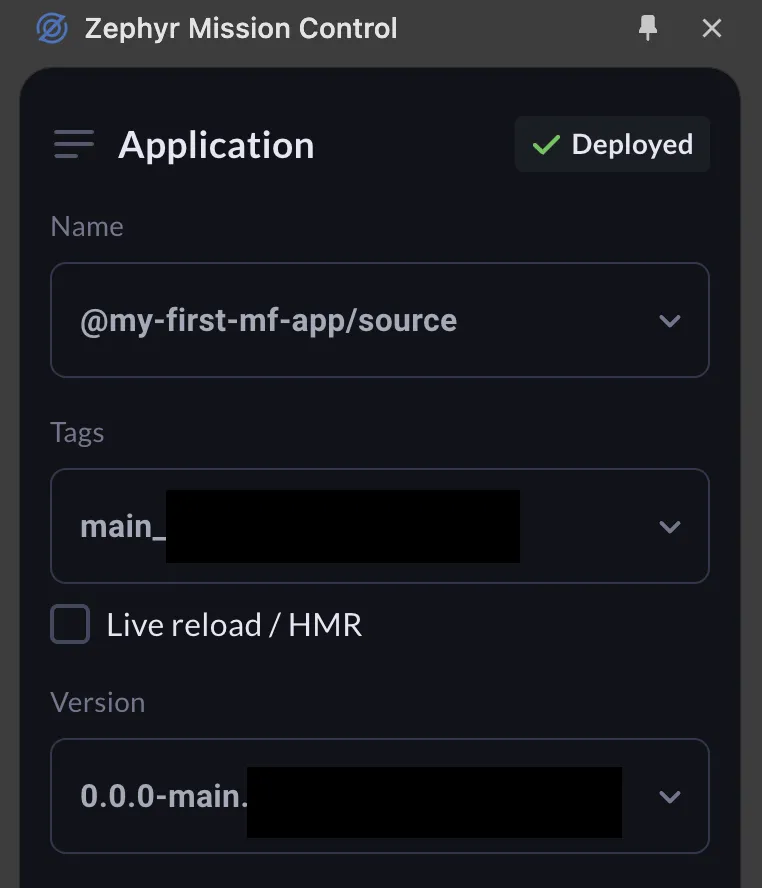 Zephyr Mission Control
Application
Deployed
Name
@my-first-mf-app/source
Tags
main_
Live reload / HMR
Version
0.0.0-main.